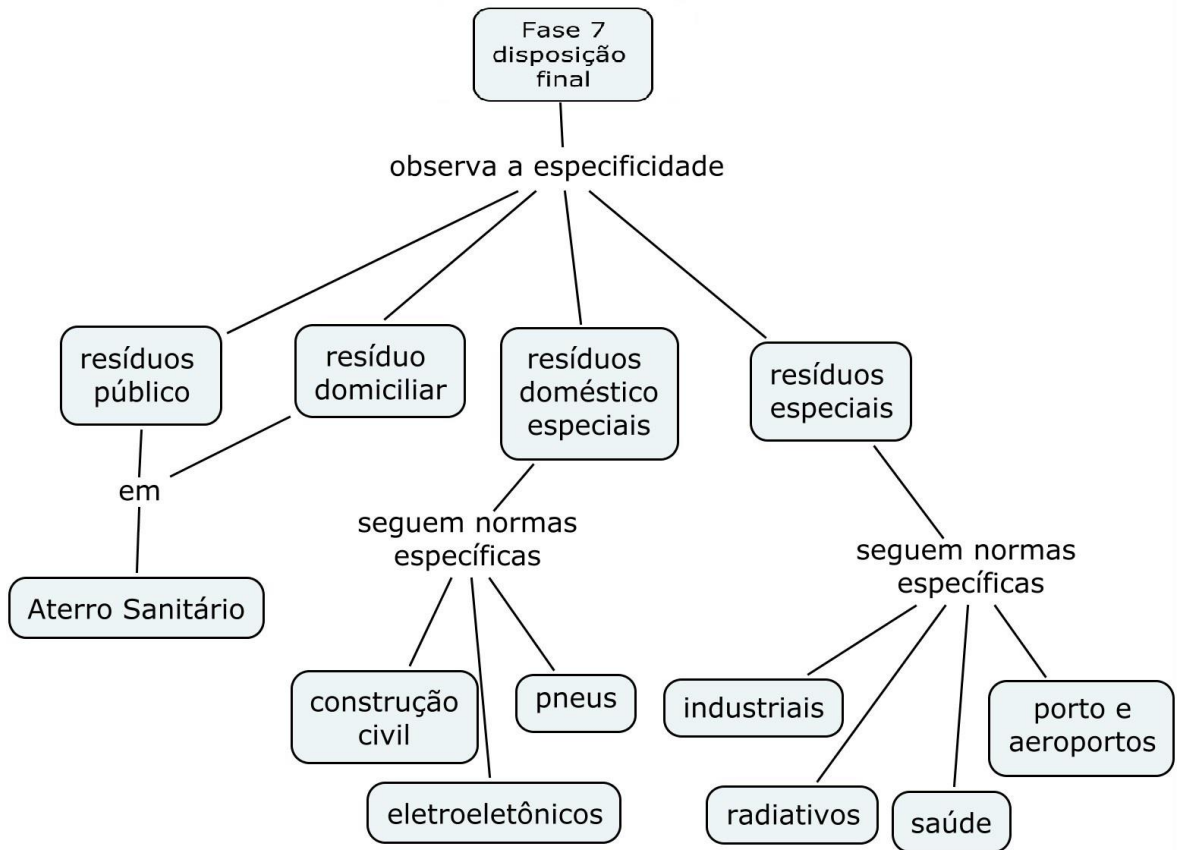 Fase 7
disposição
final
observa a especificidade
resíduos
público
resíduo
domiciliar
resíduos
doméstico
especiais
resíduos
especiais
em
seguem normas
específicas
seguem normas
específicas
Aterro Sanitário
construção
civil
pneus
industriais
porto e
aeroportos
eletroeletônicos
radiativos
saúde